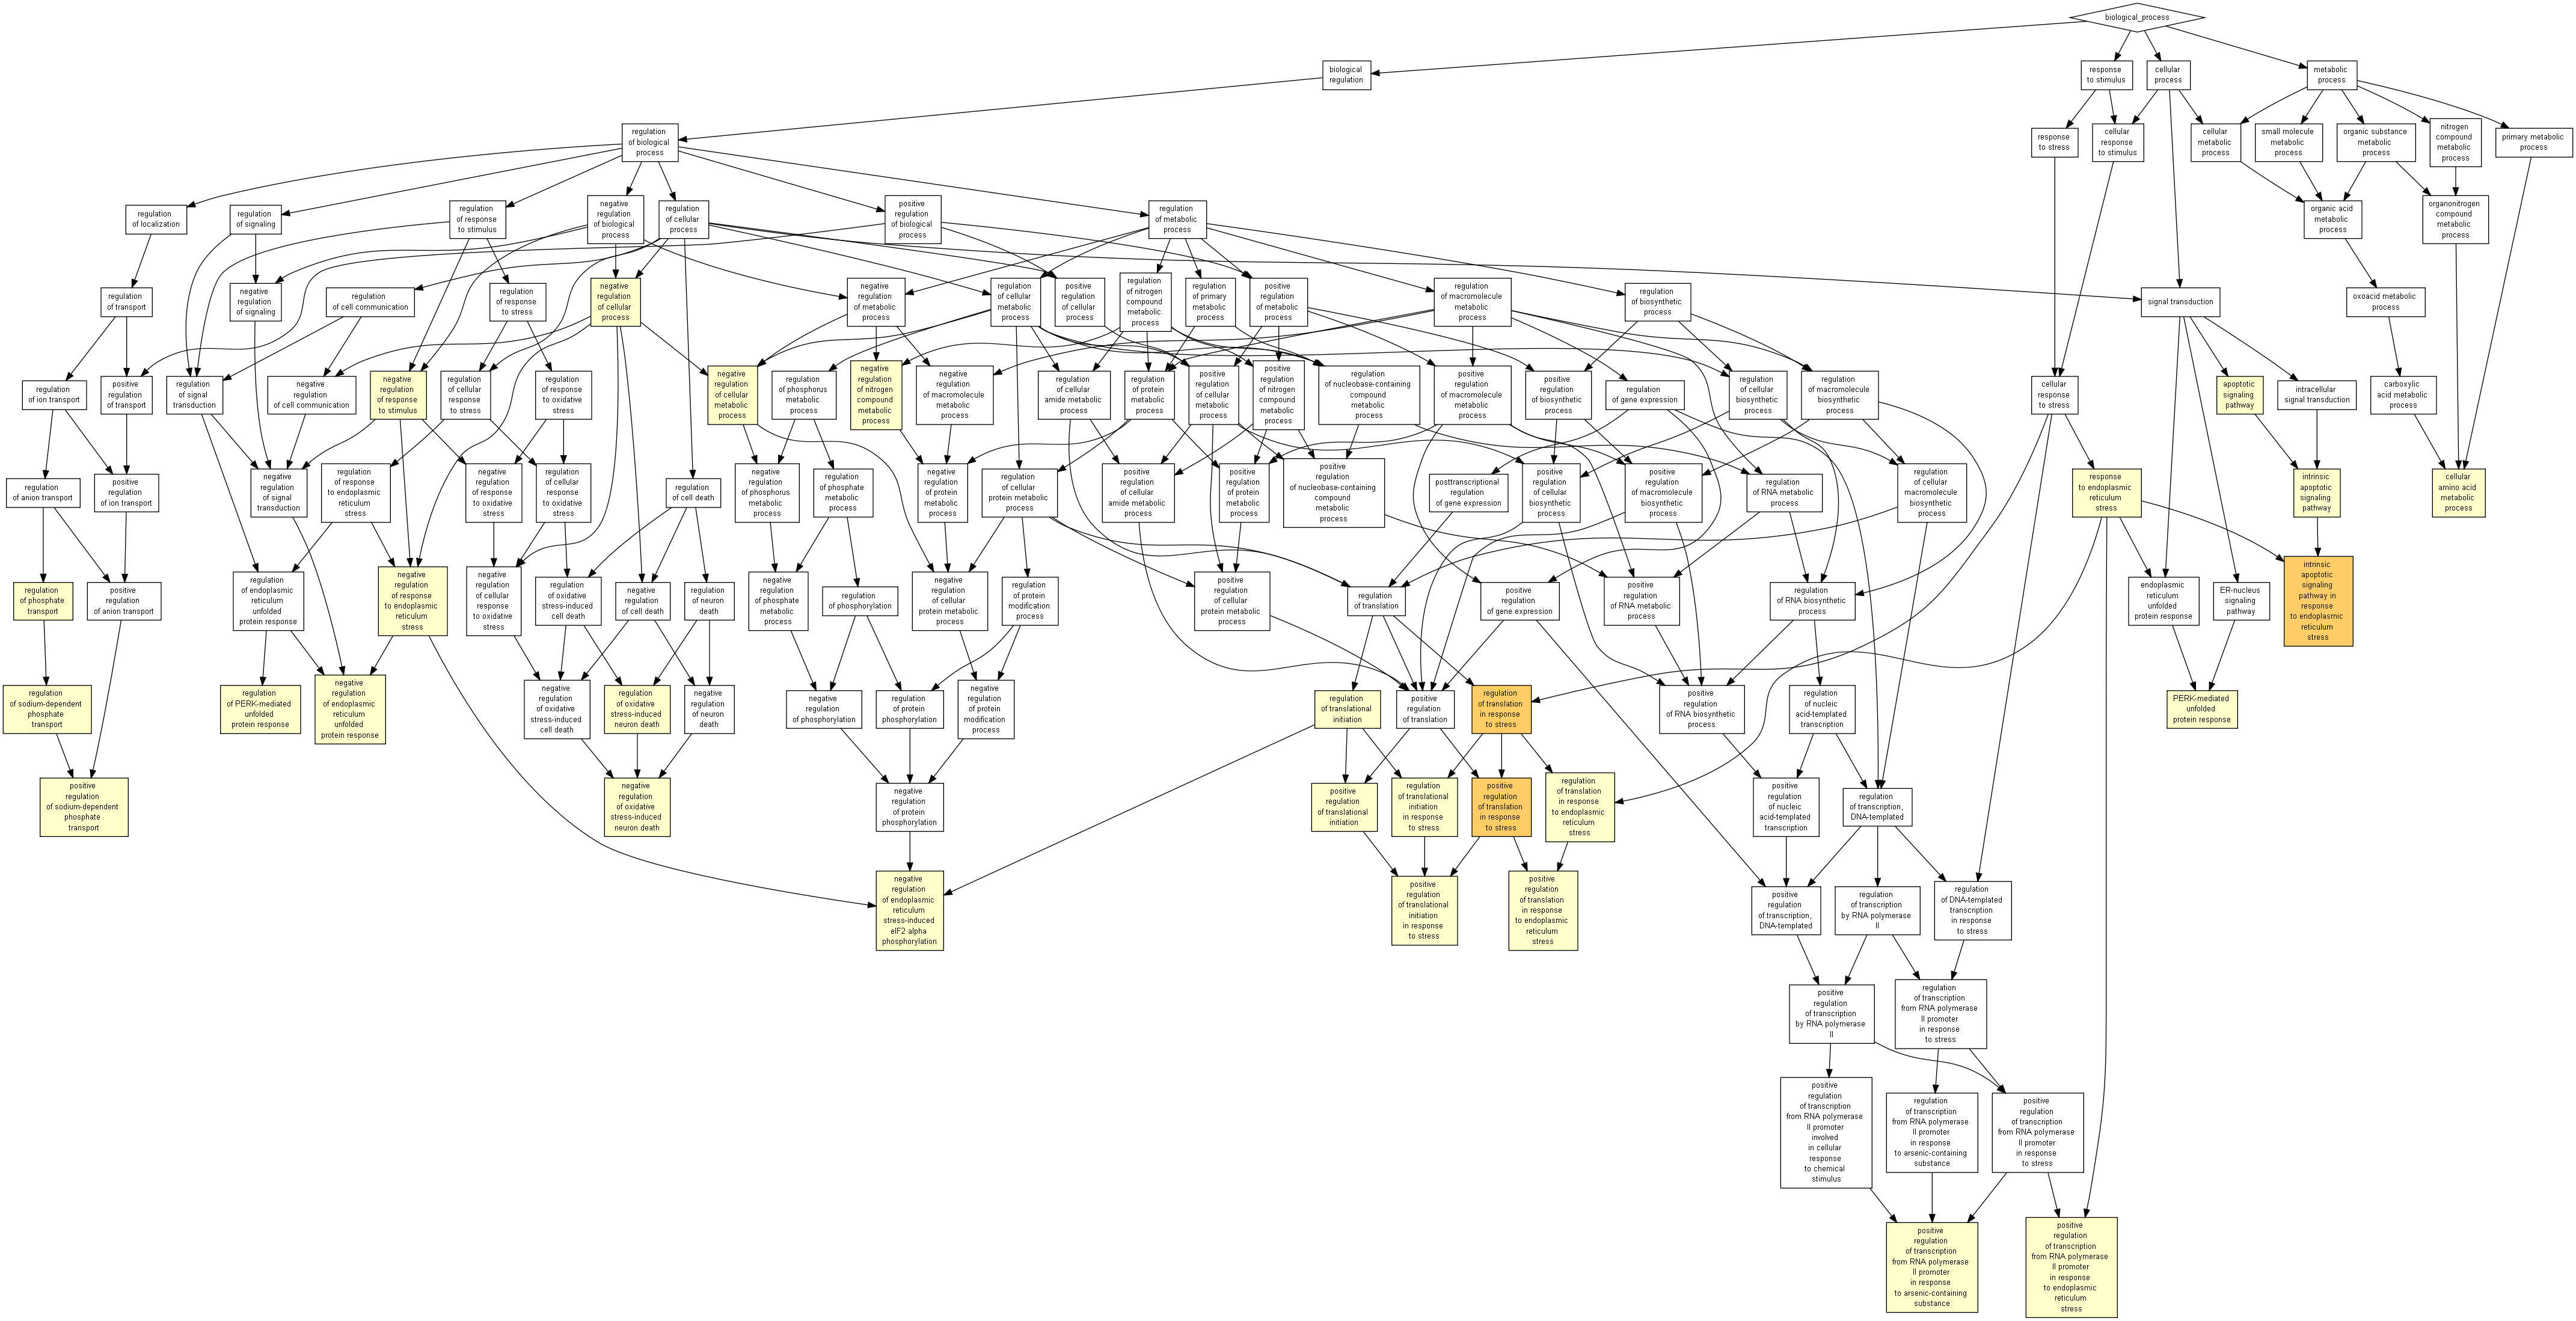 biological_process
biological
regulation
response
to stimulus
cellular
process
metabolic
process
regulation
of biological
process
response
to stress
cellular
response
to stimulus
cellular
metabolic
process
small molecule
metabolic
process
organic substance
metabolic
process
nitrogen
compound
metabolic
process
primary metabolic
process
regulation
of localization
regulation
of signaling
regulation
of response
to stimulus
negative
regulation
of biological
process
regulation
of cellular
process
positive
regulation
of biological
process
regulation
of metabolic
process
organic acid
metabolic
process
organonitrogen
compound
metabolic
process
regulation
of transport
negative
regulation
of signaling
regulation
of cell communication
regulation
of response
to stress
negative
regulation
of cellular
process
negative
regulation
of metabolic
process
regulation
of cellular
metabolic
process
positive
regulation
of cellular
process
regulation
of nitrogen
compound
metabolic
process
regulation
of primary
metabolic
process
positive
regulation
of metabolic
process
regulation
of macromolecule
metabolic
process
regulation
of biosynthetic
process
signal transduction
oxoacid metabolic
process
regulation
of ion transport
positive
regulation
of transport
regulation
of signal
transduction
negative
regulation
of cell communication
negative
regulation
of response
to stimulus
regulation
of cellular
response
to stress
regulation
of response
to oxidative
stress
negative
regulation
of cellular
metabolic
process
regulation
of phosphorus
metabolic
process
negative
regulation
of nitrogen
compound
metabolic
process
negative
regulation
of macromolecule
metabolic
process
regulation
of cellular
amide metabolic
process
regulation
of protein
metabolic
process
positive
regulation
of cellular
metabolic
process
positive
regulation
of nitrogen
compound
metabolic
process
regulation
of nucleobase-containing
compound
metabolic
process
positive
regulation
of macromolecule
metabolic
process
positive
regulation
of biosynthetic
process
regulation
of gene expression
regulation
of cellular
biosynthetic
process
regulation
of macromolecule
biosynthetic
process
cellular
response
to stress
apoptotic
signaling
pathway
intracellular
signal transduction
carboxylic
acid metabolic
process
regulation
of anion transport
positive
regulation
of ion transport
negative
regulation
of signal
transduction
regulation
of response
to endoplasmic
reticulum
stress
negative
regulation
of response
to oxidative
stress
regulation
of cellular
response
to oxidative
stress
regulation
of cell death
negative
regulation
of phosphorus
metabolic
process
regulation
of phosphate
metabolic
process
negative
regulation
of protein
metabolic
process
regulation
of cellular
protein metabolic
process
positive
regulation
of cellular
amide metabolic
process
positive
regulation
of protein
metabolic
process
positive
regulation
of nucleobase-containing
compound
metabolic
process
posttranscriptional
regulation
of gene expression
positive
regulation
of cellular
biosynthetic
process
positive
regulation
of macromolecule
biosynthetic
process
regulation
of RNA metabolic
process
regulation
of cellular
macromolecule
biosynthetic
process
response
to endoplasmic
reticulum
stress
intrinsic
apoptotic
signaling
pathway
cellular
amino acid
metabolic
process
regulation
of phosphate
transport
positive
regulation
of anion transport
regulation
of endoplasmic
reticulum
unfolded
protein response
negative
regulation
of response
to endoplasmic
reticulum
stress
negative
regulation
of cellular
response
to oxidative
stress
regulation
of oxidative
stress-induced
cell death
negative
regulation
of cell death
regulation
of neuron
death
negative
regulation
of phosphate
metabolic
process
regulation
of phosphorylation
negative
regulation
of cellular
protein metabolic
process
regulation
of protein
modification
process
positive
regulation
of cellular
protein metabolic
process
regulation
of translation
positive
regulation
of gene expression
positive
regulation
of RNA metabolic
process
regulation
of RNA biosynthetic
process
endoplasmic
reticulum
unfolded
protein response
ER-nucleus
signaling
pathway
intrinsic
apoptotic
signaling
pathway in
response
to endoplasmic
reticulum
stress
regulation
of sodium-dependent
phosphate
transport
regulation
of PERK-mediated
unfolded
protein response
negative
regulation
of endoplasmic
reticulum
unfolded
protein response
negative
regulation
of oxidative
stress-induced
cell death
regulation
of oxidative
stress-induced
neuron death
negative
regulation
of neuron
death
negative
regulation
of phosphorylation
regulation
of protein
phosphorylation
negative
regulation
of protein
modification
process
regulation
of translational
initiation
positive
regulation
of translation
regulation
of translation
in response
to stress
positive
regulation
of RNA biosynthetic
process
regulation
of nucleic
acid-templated
transcription
PERK-mediated
unfolded
protein response
positive
regulation
of sodium-dependent
phosphate
transport
negative
regulation
of oxidative
stress-induced
neuron death
negative
regulation
of protein
phosphorylation
positive
regulation
of translational
initiation
regulation
of translational
initiation
in response
to stress
positive
regulation
of translation
in response
to stress
regulation
of translation
in response
to endoplasmic
reticulum
stress
positive
regulation
of nucleic
acid-templated
transcription
regulation
of transcription,
DNA-templated
negative
regulation
of endoplasmic
reticulum
stress-induced
eIF2 alpha
phosphorylation
positive
regulation
of translational
initiation
in response
to stress
positive
regulation
of translation
in response
to endoplasmic
reticulum
stress
positive
regulation
of transcription,
DNA-templated
regulation
of transcription
by RNA polymerase
II
regulation
of DNA-templated
transcription
in response
to stress
positive
regulation
of transcription
by RNA polymerase
II
regulation
of transcription
from RNA polymerase
II promoter
in response
to stress
positive
regulation
of transcription
from RNA polymerase
II promoter
involved
in cellular
response
to chemical
stimulus
regulation
of transcription
from RNA polymerase
II promoter
in response
to arsenic-containing
substance
positive
regulation
of transcription
from RNA polymerase
II promoter
in response
to stress
positive
regulation
of transcription
from RNA polymerase
II promoter
in response
to arsenic-containing
substance
positive
regulation
of transcription
from RNA polymerase
II promoter
in response
to endoplasmic
reticulum
stress